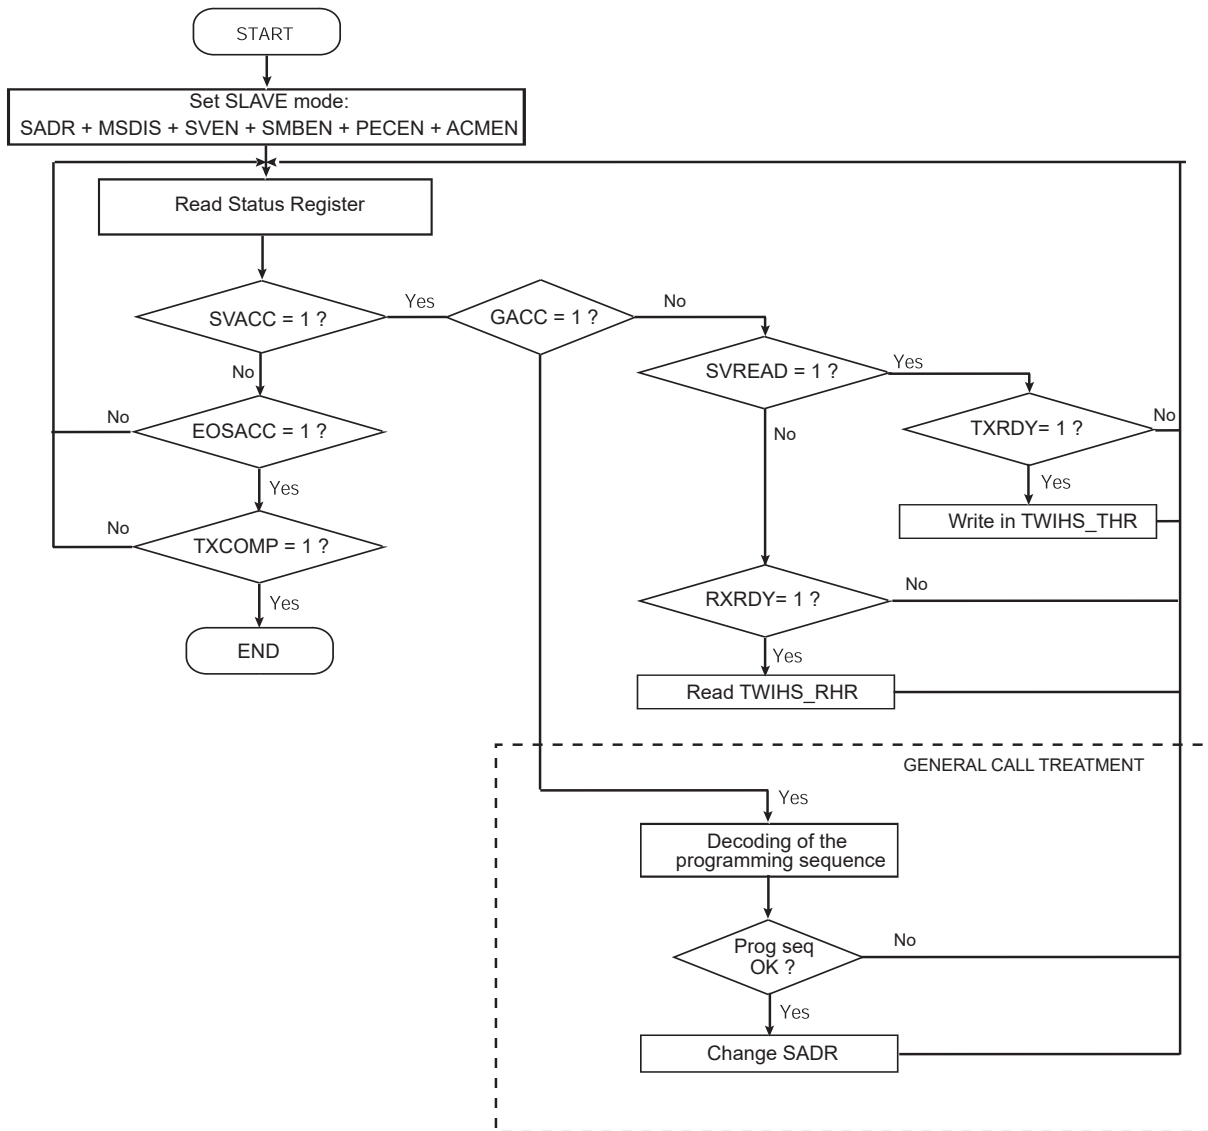 START
Set SLAVE mode:
SADR + MSDIS + SVEN + SMBEN + PECEN + ACMEN
Read Status Register
SVACC = 1 ?
Yes
GACC = 1 ?
No
SVREAD = 1 ?
Yes
No
No
EOSACC = 1 ?
No
TXRDY= 1 ?
No
Yes
Yes
Write in TWIHS_THR
No
TXCOMP = 1 ?
Yes
RXRDY= 1 ?
No
END
Yes
Read TWIHS_RHR
GENERAL CALL TREATMENT
Yes
Decoding of the
programming sequence
Prog seq
OK ?
No
Yes
Change SADR